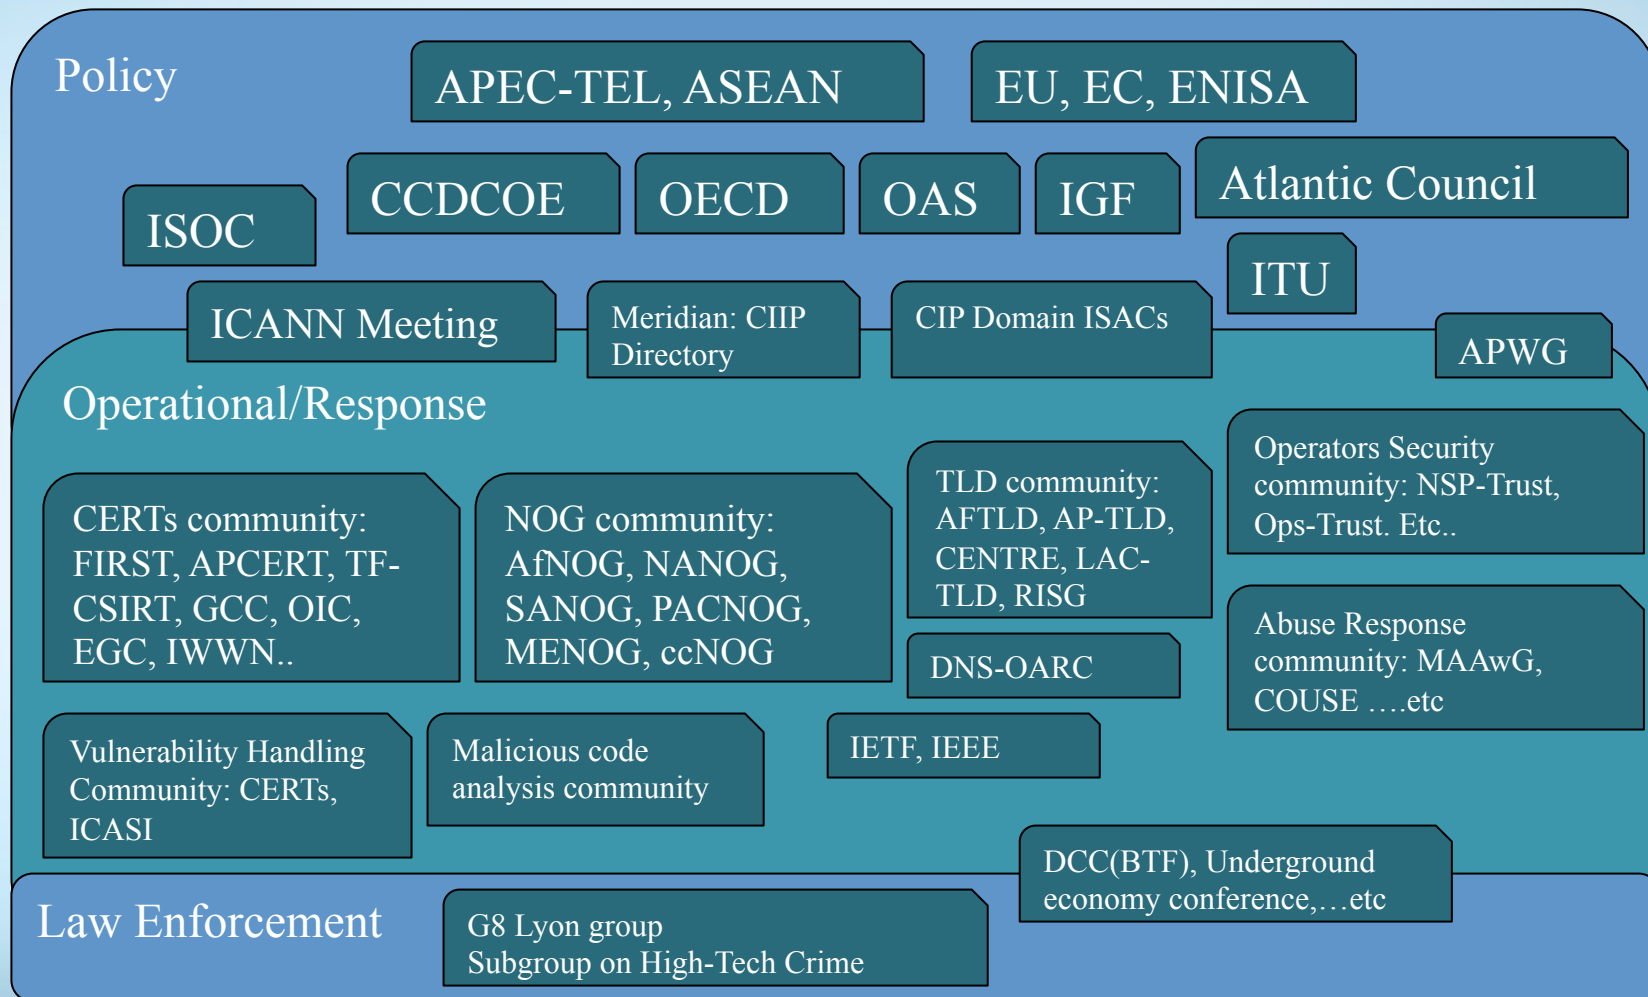 Policy
APEC-TEL, ASEAN
EU, EC, ENISA
ISOC
CCDCOE
OECD
OAS
IGF
Atlantic Council
ITU
ICANN Meeting
Meridian: CIIP
Directory
CIP Domain ISACs
APWG
Operational/Response
CERTs community:
FIRST, APCERT, TF-
CSIRT, GCC, OIC,
EGC, IWWN..
NOG community:
AfNOG, NANOG,
SANOG, PACNOG,
MENOG, ccNOG
TLD community:
AFTLD, AP-TLD,
CENTRE, LAC-
TLD, RISG
Operators Security
community: NSP-Trust,
Ops-Trust. Etc..
DNS-OARC
Abuse Response
community: MAAwG,
COUSE ….etc
Vulnerability Handling
Community: CERTs,
ICASI
Malicious code
analysis community
IETF, IEEE
DCC(BTF), Underground
economy conference,…etc
Law Enforcement
G8 Lyon group
Subgroup on High-Tech Crime